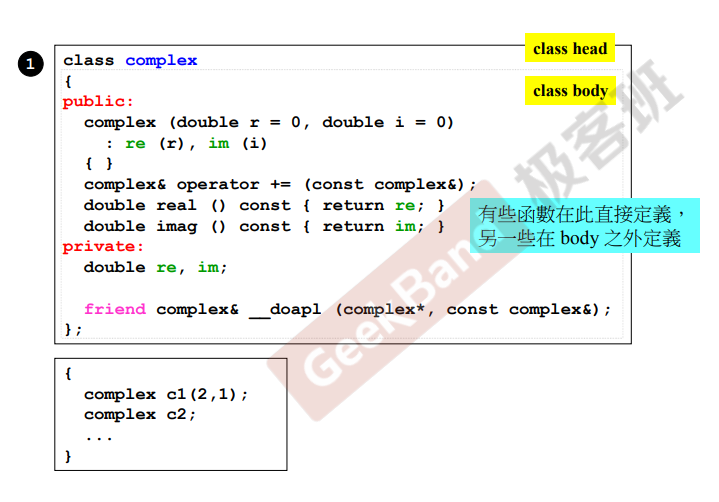 1
class head
class complex
{
class body
public:
  complex (double r = 0, double i = 0)
    : re (r), im (i)
  { }
  complex& operator += (const complex&);
  double real () const { return re; }
  double imag () const { return im; }
有些函數在此直接定義，
另一些在 body 之外定義
private:
  double re, im;
  friend complex& __doapl (complex*, const complex&);
};
{
  complex c1(2,1);
  complex c2;
  ...
}
GeekBand 极客班